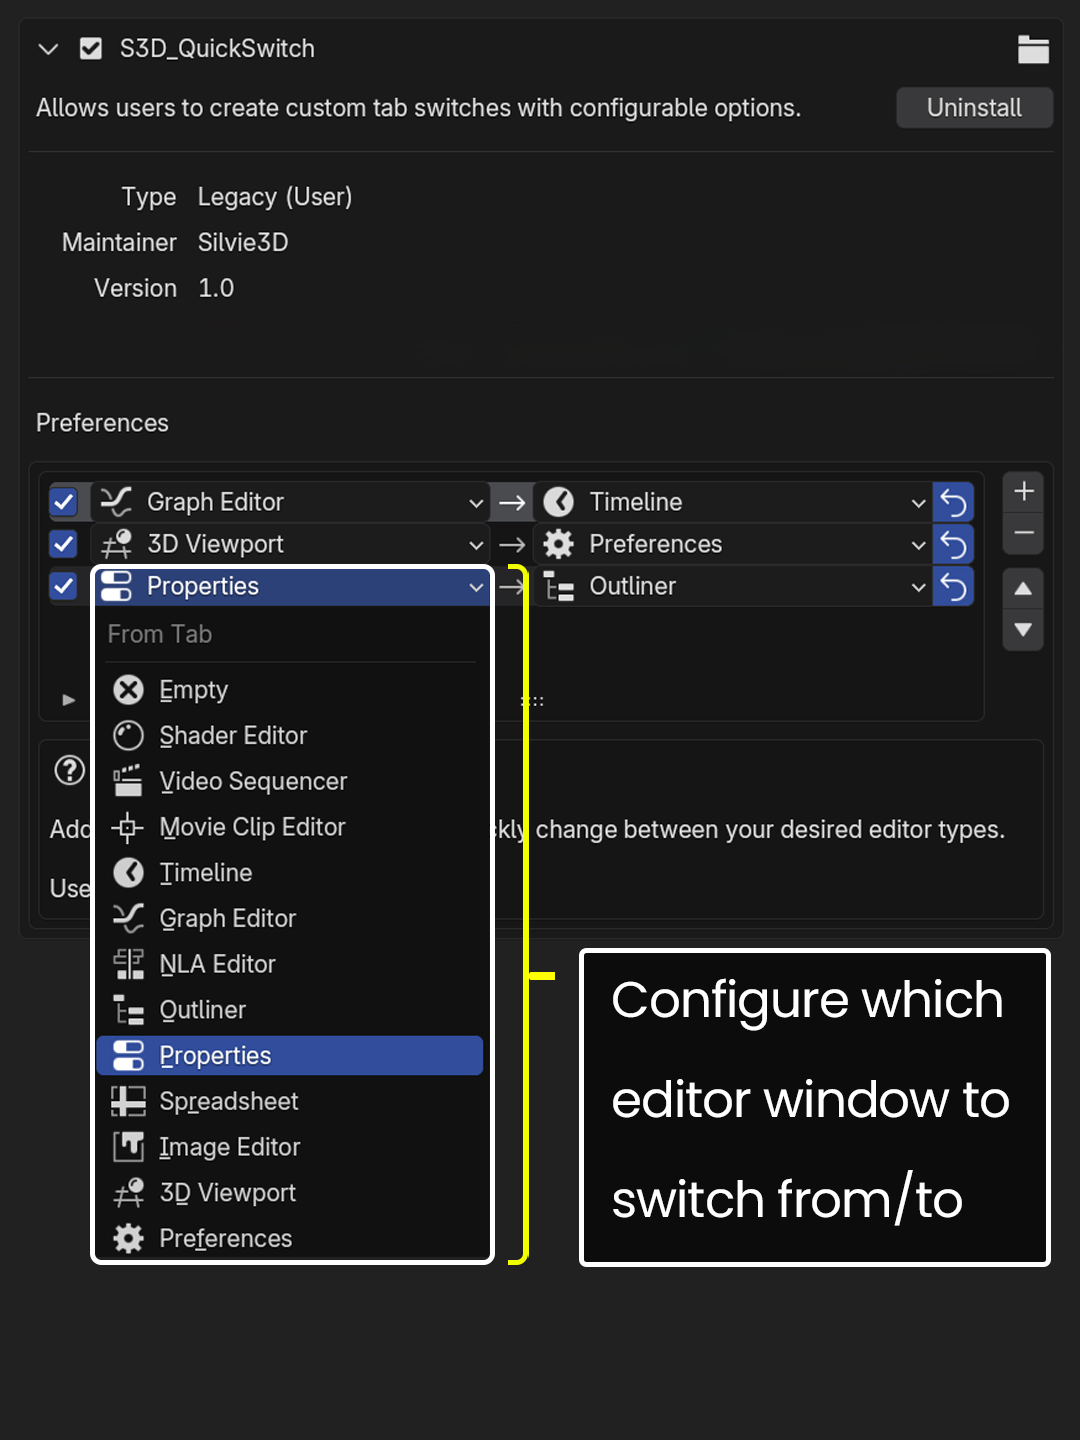 S3D_QuickSwitch
Allows users to create custom tab switches with configurable options.
Uninstall
Type Legacy (User)
Maintainer Silvie3D
Version 1.0
Preferences
Graph Editor → Timeline
3D Viewport → Preferences
Properties → Outliner
From Tab
Empty
Shader Editor
Video Sequencer
Movie Clip Editor
Timeline
Graph Editor
NLA Editor
Outliner
Properties
Spreadsheet
Image Editor
3D Viewport
Preferences
change between your desired editor types.
Use
Configure which
editor window to
switch from/to